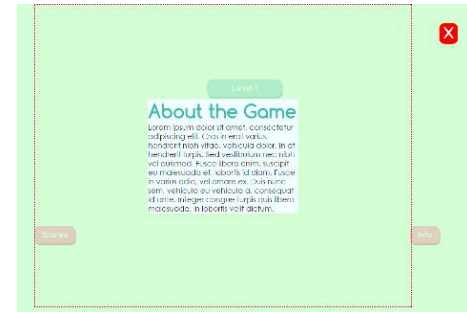 X
Level 1
About the Game
Lorem ipsum dolor sit amet, consectetur
adipiscing elit. Cras in erat varius,
hendrerit nibh vitae, vehicula dolor. In at
hendrerit turpis. Sed vestibulum nec nibh
vel euismod. Fusce libero enim, suscipit
eu malesuada et, lobortis id diam. Fusce
in varius odio, vel ornare ex. Duis nunc
sem, vehicula eu vehicula a, consequat
id ante. Integer congue turpis quis libero
malesuada, in lobortis velit dictum.
Scores
Info